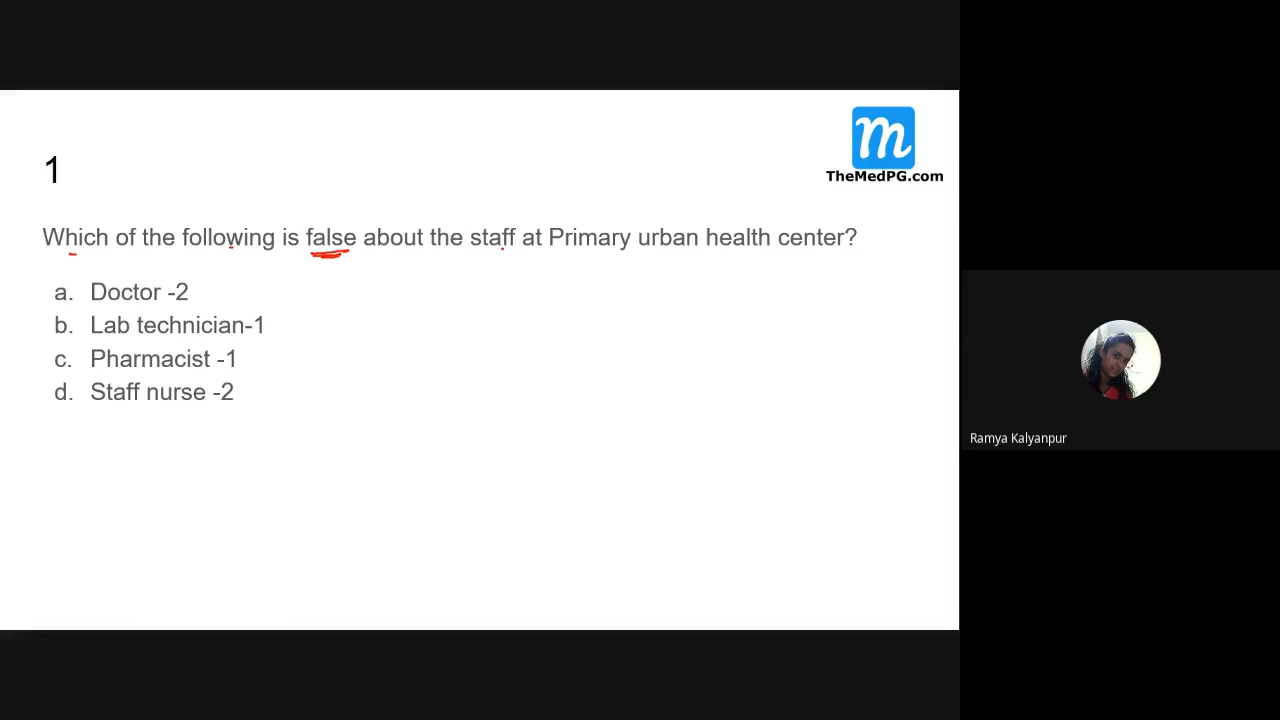 m
TheMedPG.com
1
Which of the following is false about the staff at Primary urban health center?
a. Doctor -2
b. Lab technician-1
c. Pharmacist -1
d. Staff nurse -2
Ramya Kalyanpur